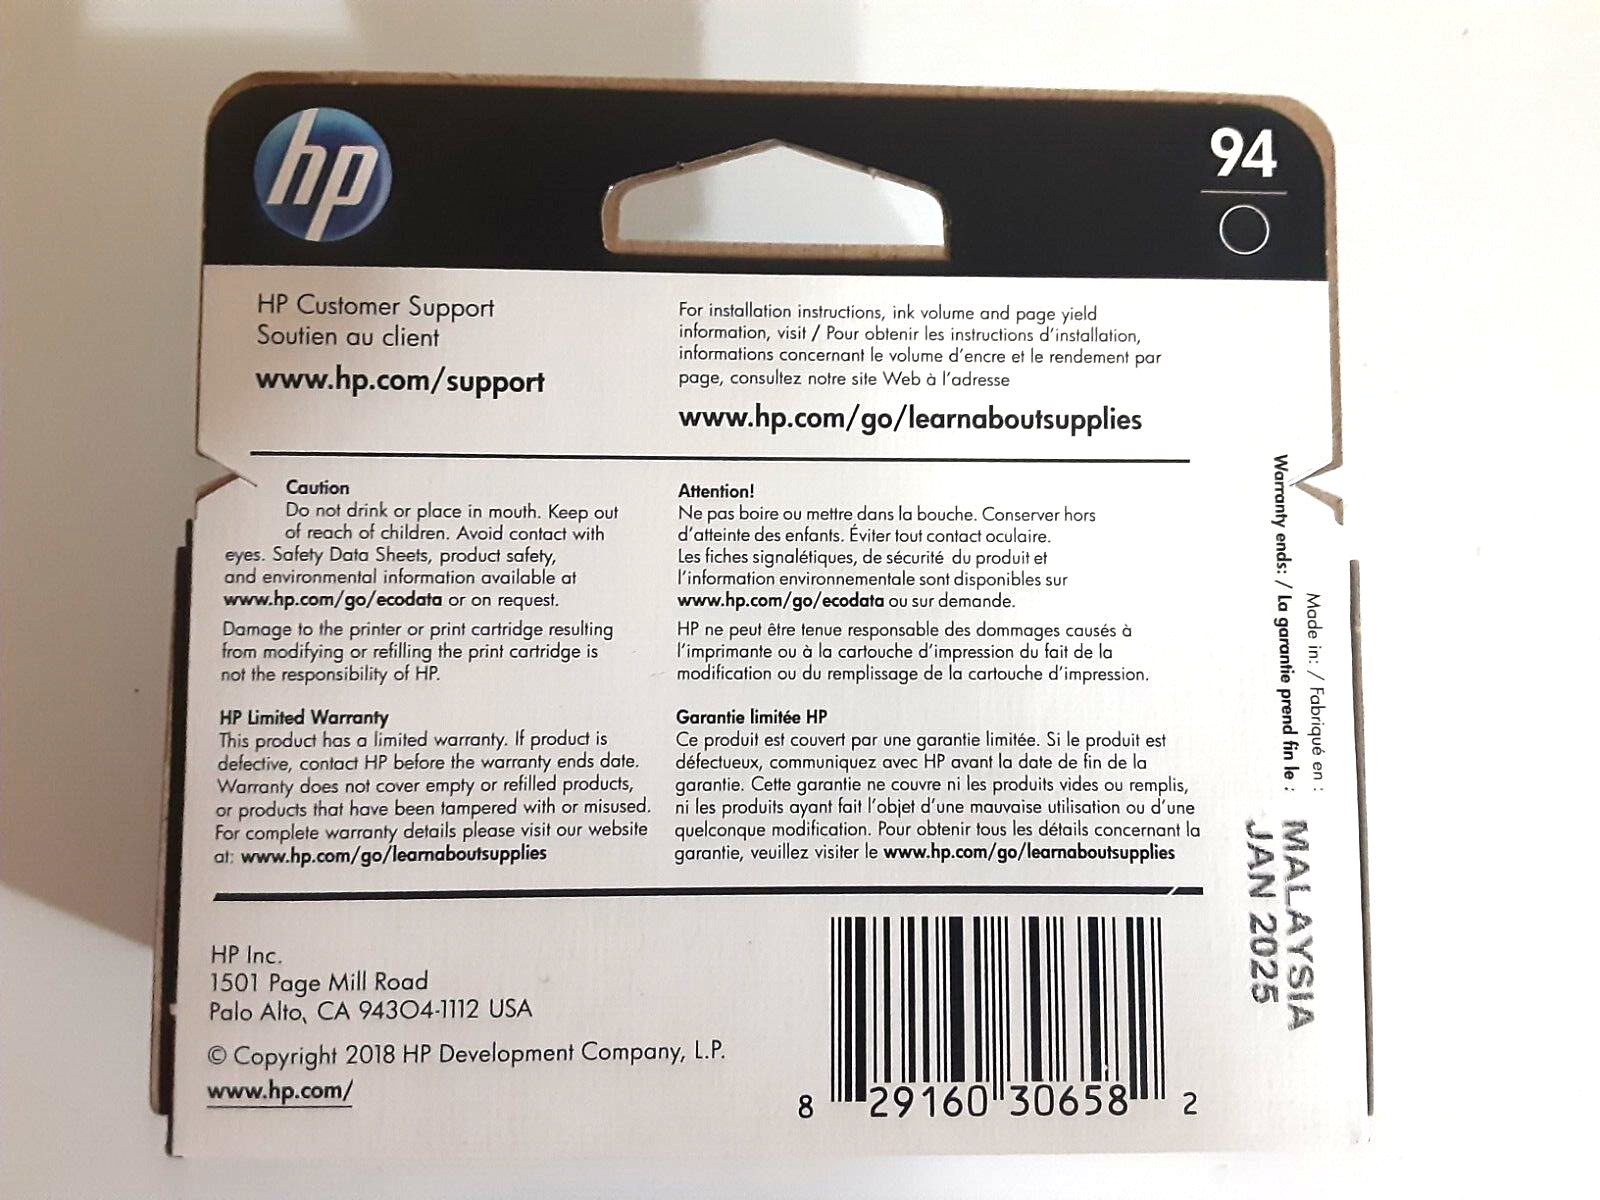 hp
94
HP Customer Support
Soutien au client
www.hp.com/support
For installation instructions, ink volume and page yield
information, visit / Pour obtenir les instructions d'installation,
informations concernant le volume d'encre et le rendement par
page, consultez notre site Web à l'adresse
www.hp.com/go/learnaboutsupplies
Caution
Do not drink or place in mouth. Keep out
of reach of children. Avoid contact with
eyes. Safety Data Sheets, product safety,
and environmental information available at
www.hp.com/go/ecodata or on request.
Damage to the printer or print cartridge resulting
from modifying or refilling the print cartridge is
not the responsibility of HP.
HP Limited Warranty
This product has a limited warranty. If product is
defective, contact HP before the warranty ends date.
Warranty does not cover empty or refilled products,
or products that have been tampered with or misused.
For complete warranty details please visit our website
at: www.hp.com/go/learnaboutsupplies
Attention!
Ne pas boire ou mettre dans la bouche. Conserver hors
d'atteinte des enfants. Éviter tout contact oculaire.
Les fiches signalétiques, de sécurité du produit et
l'information environnementale sont disponibles sur
www.hp.com/go/ecodata ou sur demande.
HP ne peut être tenue responsable des dommages causés à
l'imprimante ou à la cartouche d'impression du fait de la
modification ou du remplissage de la cartouche d'impression.
Garantie limitée HP
Ce produit est couvert par une garantie limitée. Si le produit est
défectueux, communiquez avec HP avant la date de fin de la
garantie. Cette garantie ne couvre ni les produits vides ou remplis,
ni les produits ayant fait l'objet d'une mauvaise utilisation ou d'une
quelconque modification. Pour obtenir tous les détails concernant la
garantie, veuillez visiter le www.hp.com/go/learnaboutsupplies
Made in: / Fabriqué en : MALAYSIA
Warranty ends: / La garantie prend fin le : JAN 2025
HP Inc.
1501 Page Mill Road
Palo Alto, CA 94304-1112 USA
© Copyright 2018 HP Development Company, L.P.
www.hp.com/
8 29160 30658 2